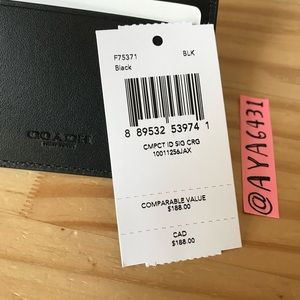 F75371 BLK
Black
8 89532 53974 1
CMPCT ID SIG CRG
10011256JAX
COMPARABLE VALUE
$188.00
CAD
$188.00
COACH
@AYA6431